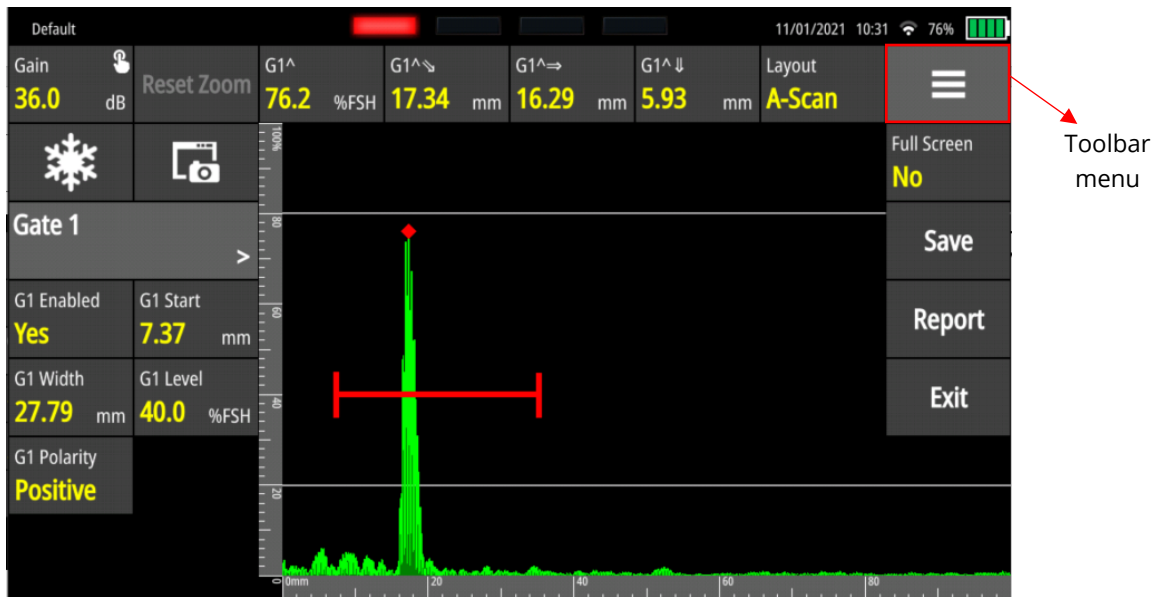 Default
11/01/2021 10:31 76%
Gain
36.0 dB
Reset Zoom
G1^
76.2 %FSH
G1^⇘
17.34 mm
G1^⇒
16.29 mm
G1^⇓
5.93 mm
Layout
A-Scan
Toolbar
menu
Full Screen
No
Save
Report
Exit
Gate 1
>
G1 Enabled
Yes
G1 Start
7.37 mm
G1 Width
27.79 mm
G1 Level
40.0 %FSH
G1 Polarity
Positive
100%
80
60
40
20
0
0mm 20 40 60 80